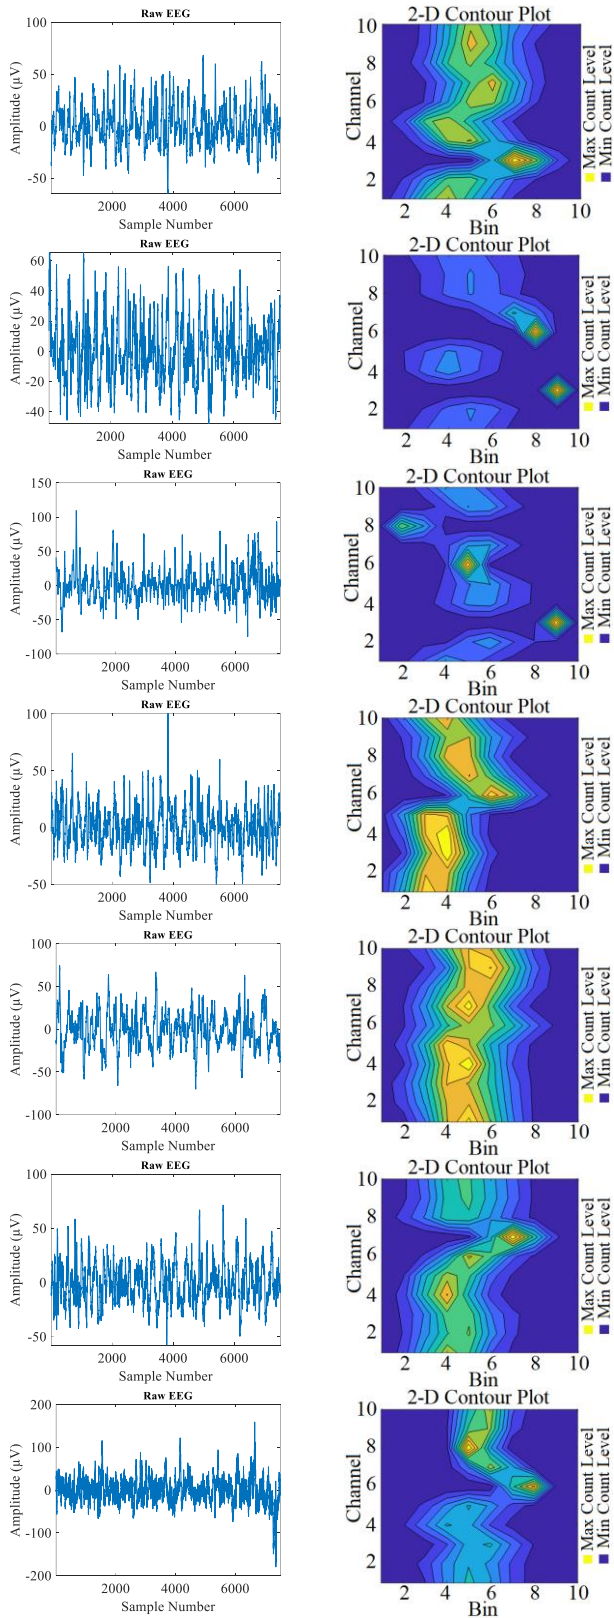 Raw EEG
100
50
0
-50
Amplitude (µV)
2000 4000 6000
Sample Number
2-D Contour Plot
10
8
6
4
2
Channel
2 4 6 8 10
Bin
Max Count Level
Min Count Level
Raw EEG
60
40
20
0
-20
-40
Amplitude (µV)
2000 4000 6000
Sample Number
2-D Contour Plot
10
8
6
4
2
Channel
2 4 6 8 10
Bin
Max Count Level
Min Count Level
Raw EEG
150
100
50
0
-50
-100
Amplitude (µV)
2000 4000 6000
Sample Number
2-D Contour Plot
10
8
6
4
2
Channel
2 4 6 8 10
Bin
Max Count Level
Min Count Level
Raw EEG
100
50
0
-50
Amplitude (µV)
2000 4000 6000
Sample Number
2-D Contour Plot
10
8
6
4
2
Channel
2 4 6 8 10
Bin
Max Count Level
Min Count Level
Raw EEG
100
50
0
-50
-100
Amplitude (µV)
2000 4000 6000
Sample Number
2-D Contour Plot
10
8
6
4
2
Channel
2 4 6 8 10
Bin
Max Count Level
Min Count Level
Raw EEG
100
50
0
-50
Amplitude (µV)
2000 4000 6000
Sample Number
2-D Contour Plot
10
8
6
4
2
Channel
2 4 6 8 10
Bin
Max Count Level
Min Count Level
Raw EEG
200
100
0
-100
-200
Amplitude (µV)
2000 4000 6000
Sample Number
2-D Contour Plot
10
8
6
4
2
Channel
2 4 6 8 10
Bin
Max Count Level
Min Count Level